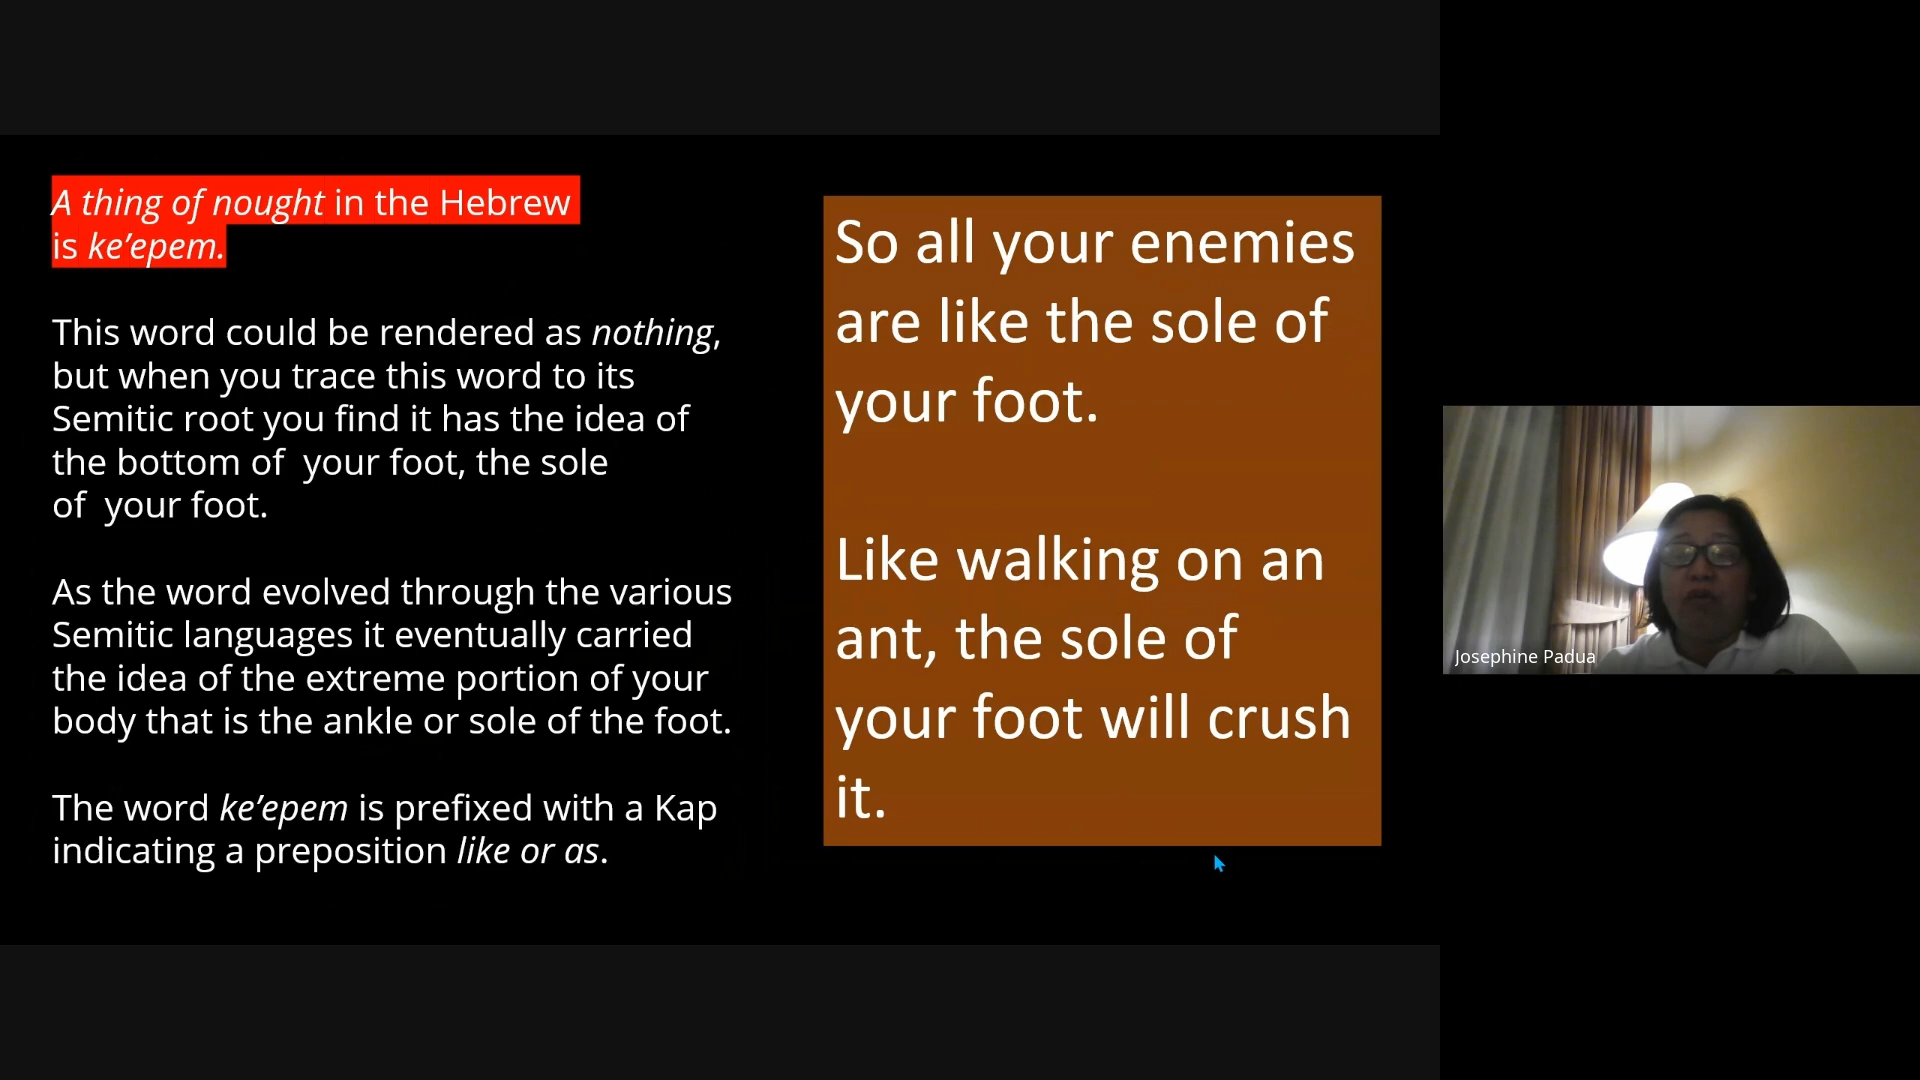 A thing of nought in the Hebrew
is ke’epem.
This word could be rendered as nothing,
but when you trace this word to its
Semitic root you find it has the idea of
the bottom of  your foot, the sole
of  your foot.
As the word evolved through the various
Semitic languages it eventually carried
the idea of the extreme portion of your
body that is the ankle or sole of the foot.
The word ke’epem is prefixed with a Kap
indicating a preposition like or as.
So all your enemies
are like the sole of
your foot.
Like walking on an
ant, the sole of
your foot will crush
it.
Josephine Padua